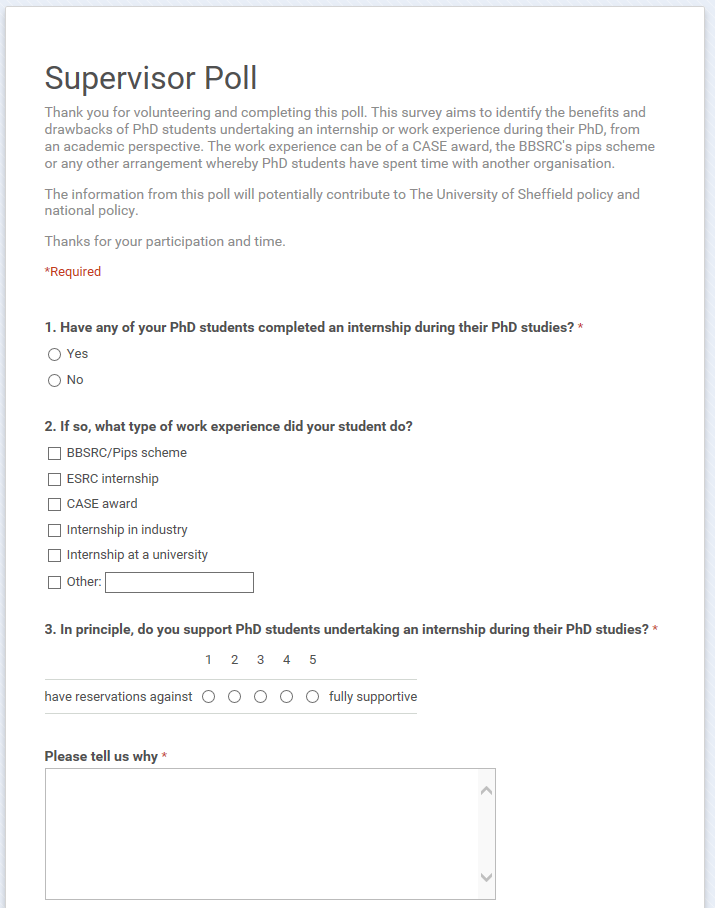 Supervisor Poll
Thank you for volunteering and completing this poll. This survey aims to identify the benefits and
drawbacks of PhD students undertaking an internship or work experience during their PhD, from
an academic perspective. The work experience can be of a CASE award, the BBSRC's pips scheme
or any other arrangement whereby PhD students have spent time with another organisation.
The information from this poll will potentially contribute to The University of Sheffield policy and
national policy.
Thanks for your participation and time.
*Required
1. Have any of your PhD students completed an internship during their PhD studies? *
Yes
No
2. If so, what type of work experience did your student do?
BBSRC/Pips scheme
ESRC internship
CASE award
Internship in industry
Internship at a university
Other:
3. In principle, do you support PhD students undertaking an internship during their PhD studies? *
1 2 3 4 5
have reservations against fully supportive
Please tell us why *